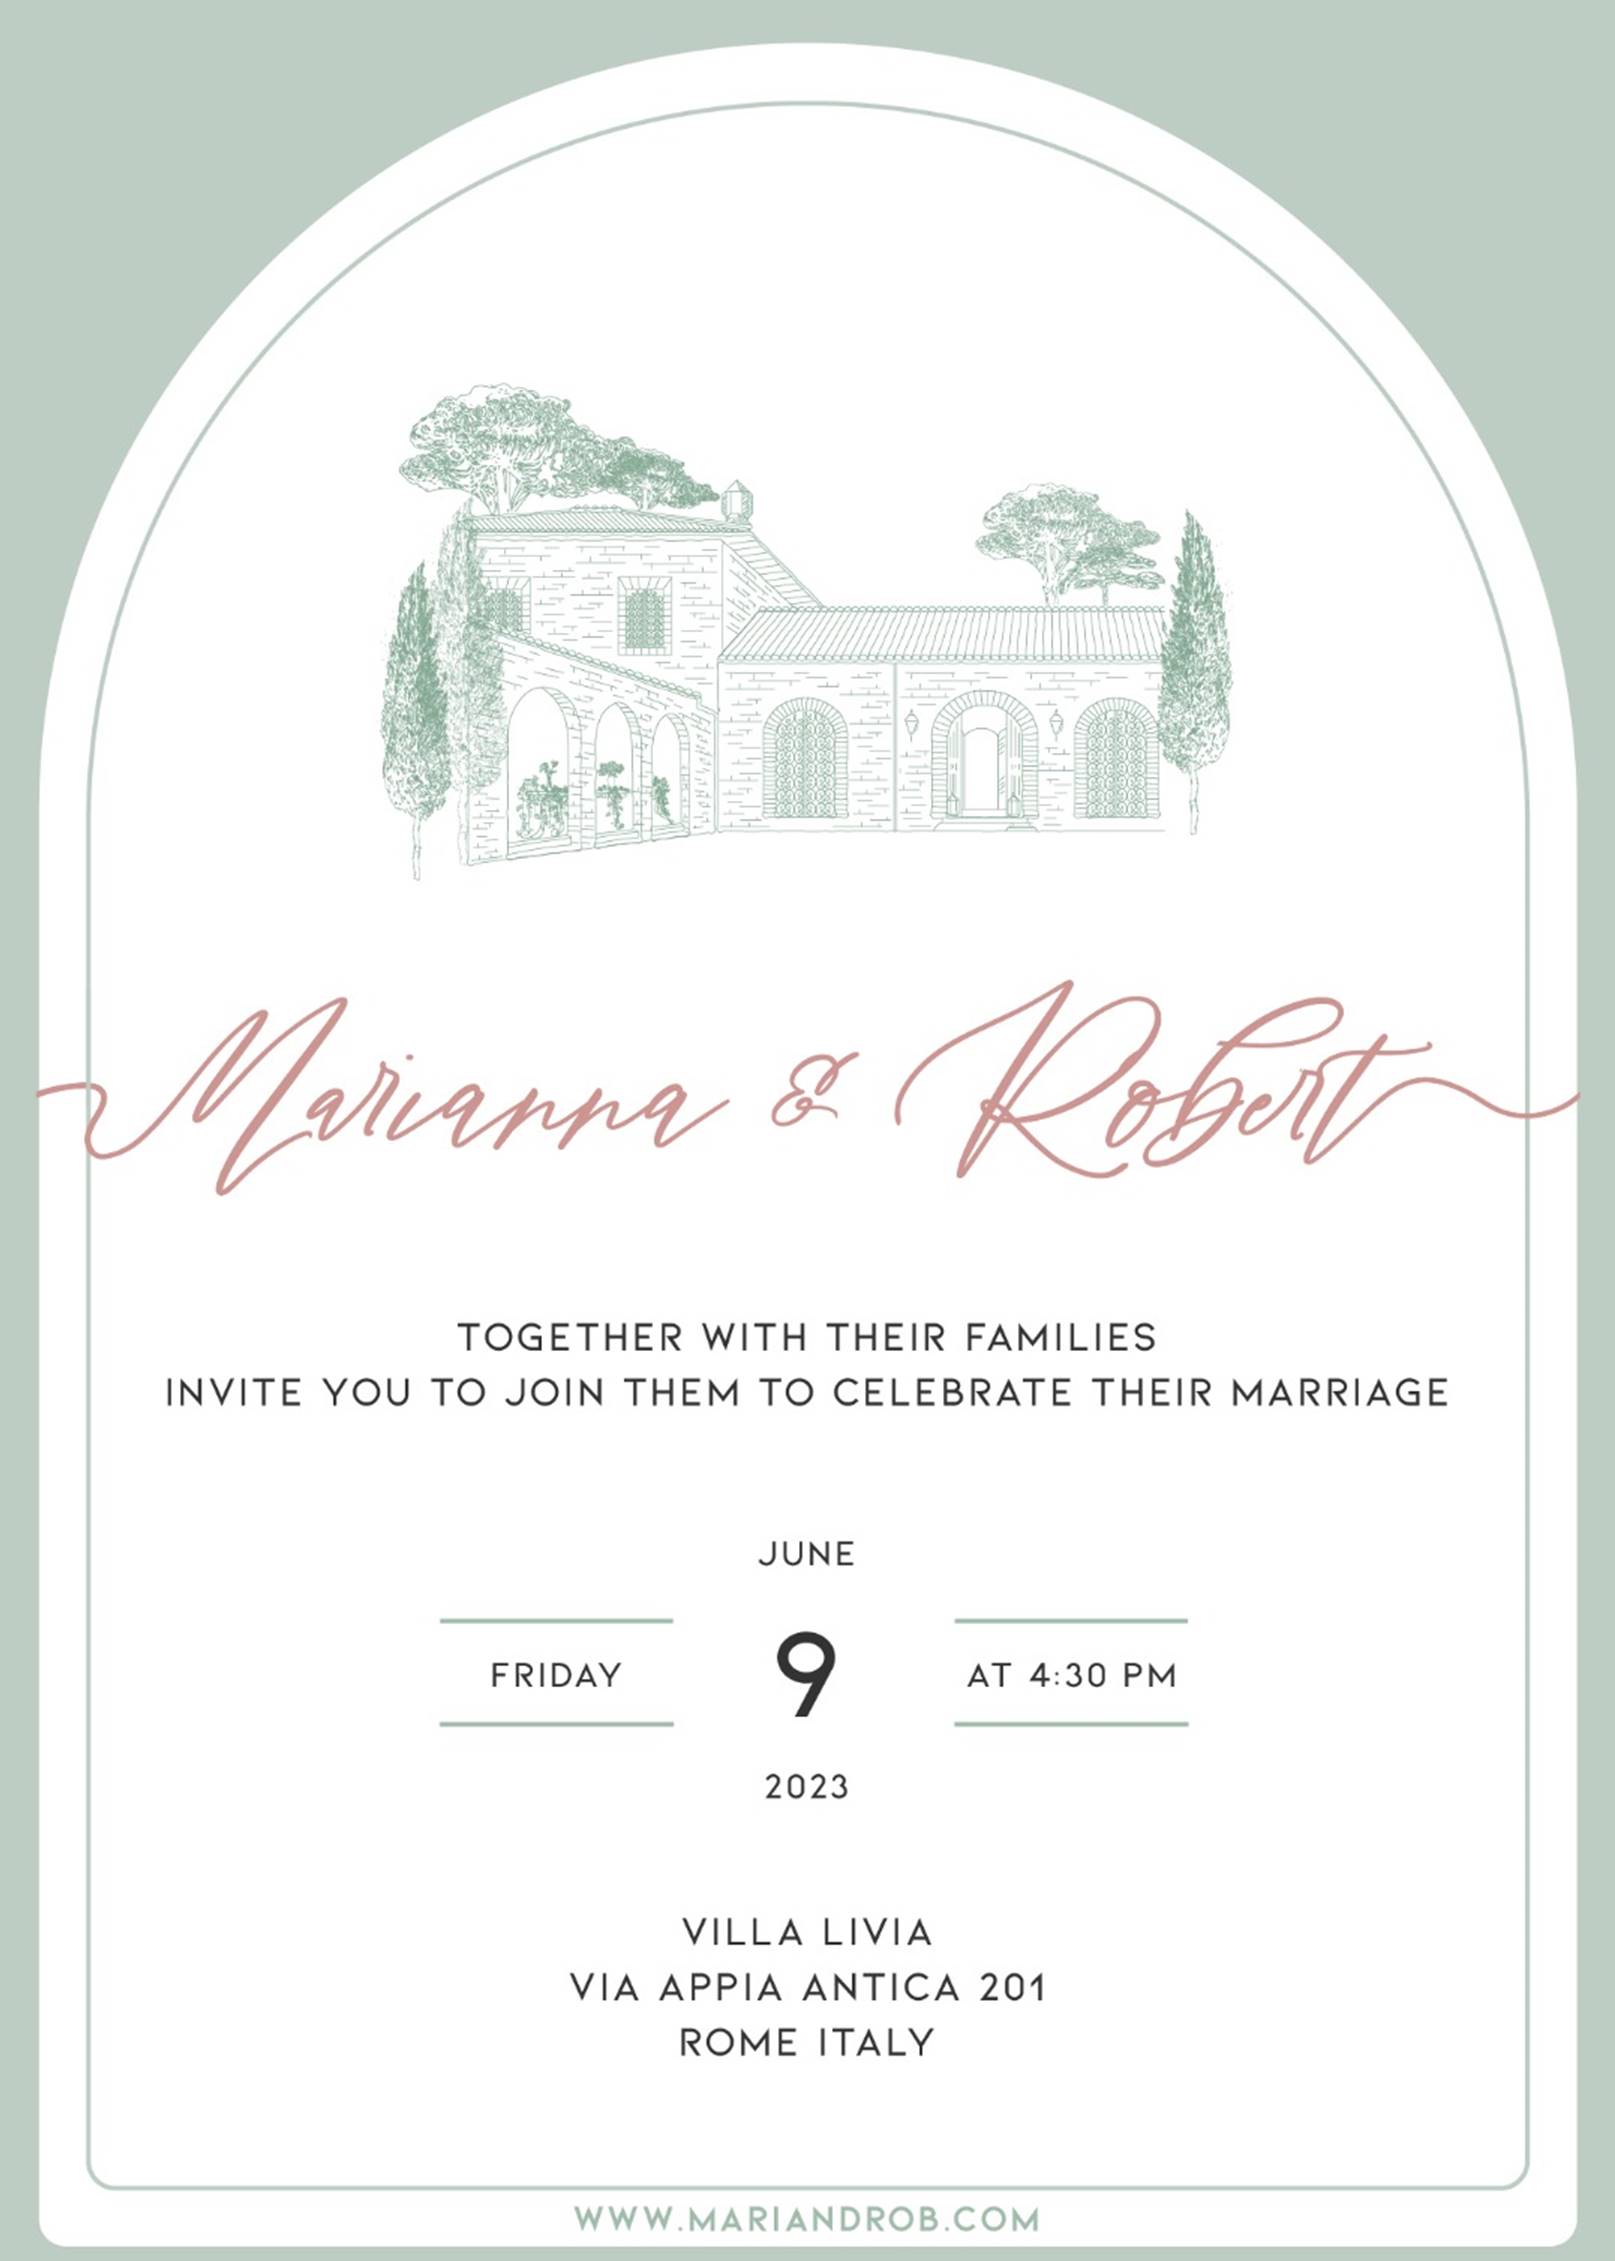 Marianna & Robert
TOGETHER WITH THEIR FAMILIES
INVITE YOU TO JOIN THEM TO CELEBRATE THEIR MARRIAGE
JUNE
FRIDAY 9 AT 4:30 PM
2023
VILLA LIVIA
VIA APPIA ANTICA 201
ROME ITALY
WWW.MARIANDROB.COM